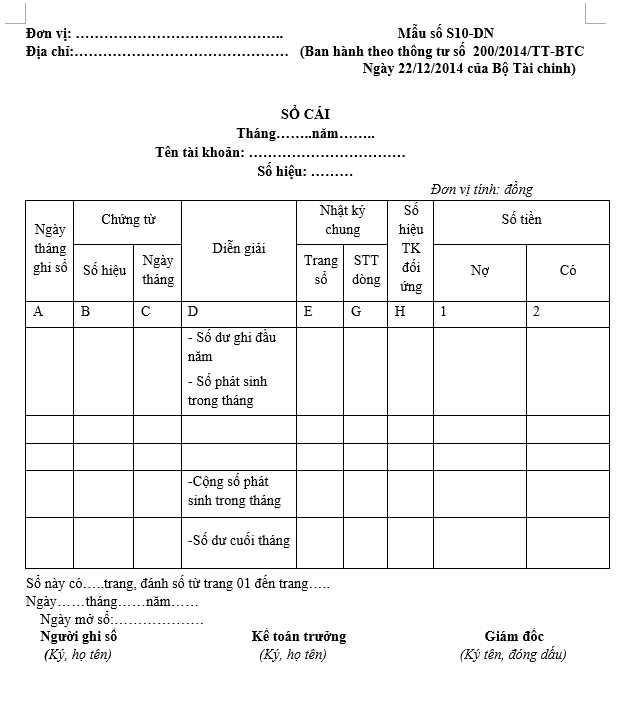 Đơn vị: ……………………………………..
Mẫu số S10-DN
Địa chỉ:………………………………………
(Ban hành theo thông tư số 200/2014/TT-BTC
Ngày 22/12/2014 của Bộ Tài chính)
SỔ CÁI
Tháng……..năm……..
Tên tài khoản: ……………………………
Số hiệu: ………
Đơn vị tính: đồng
Ngày tháng ghi sổ
Chứng từ
Diễn giải
Nhật ký chung
Số hiệu TK đối ứng
Số tiền
Số hiệu
Ngày tháng
Trang sổ
STT dòng
Nợ
Có
A B C D E G H 1 2
- Số dư ghi đầu
năm
- Số phát sinh
trong tháng
-Cộng số phát
sinh trong tháng
-Số dư cuối tháng
Sổ này có…..trang, đánh số từ trang 01 đến trang…..
Ngày……tháng……năm……
Ngày mở sổ:………………
Người ghi sổ Kế toán trưởng Giám đốc
(Ký, họ tên) (Ký, họ tên) (Ký tên, đóng dấu)